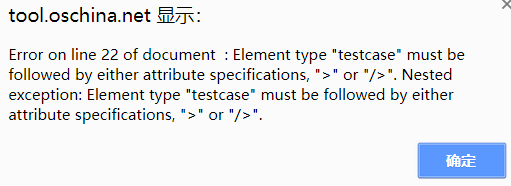 tool.oschina.net 显示：
Error on line 22 of document  : Element type "testcase" must be
followed by either attribute specifications, ">" or "/>". Nested
exception: Element type "testcase" must be followed by either
attribute specifications, ">" or "/>".
确定